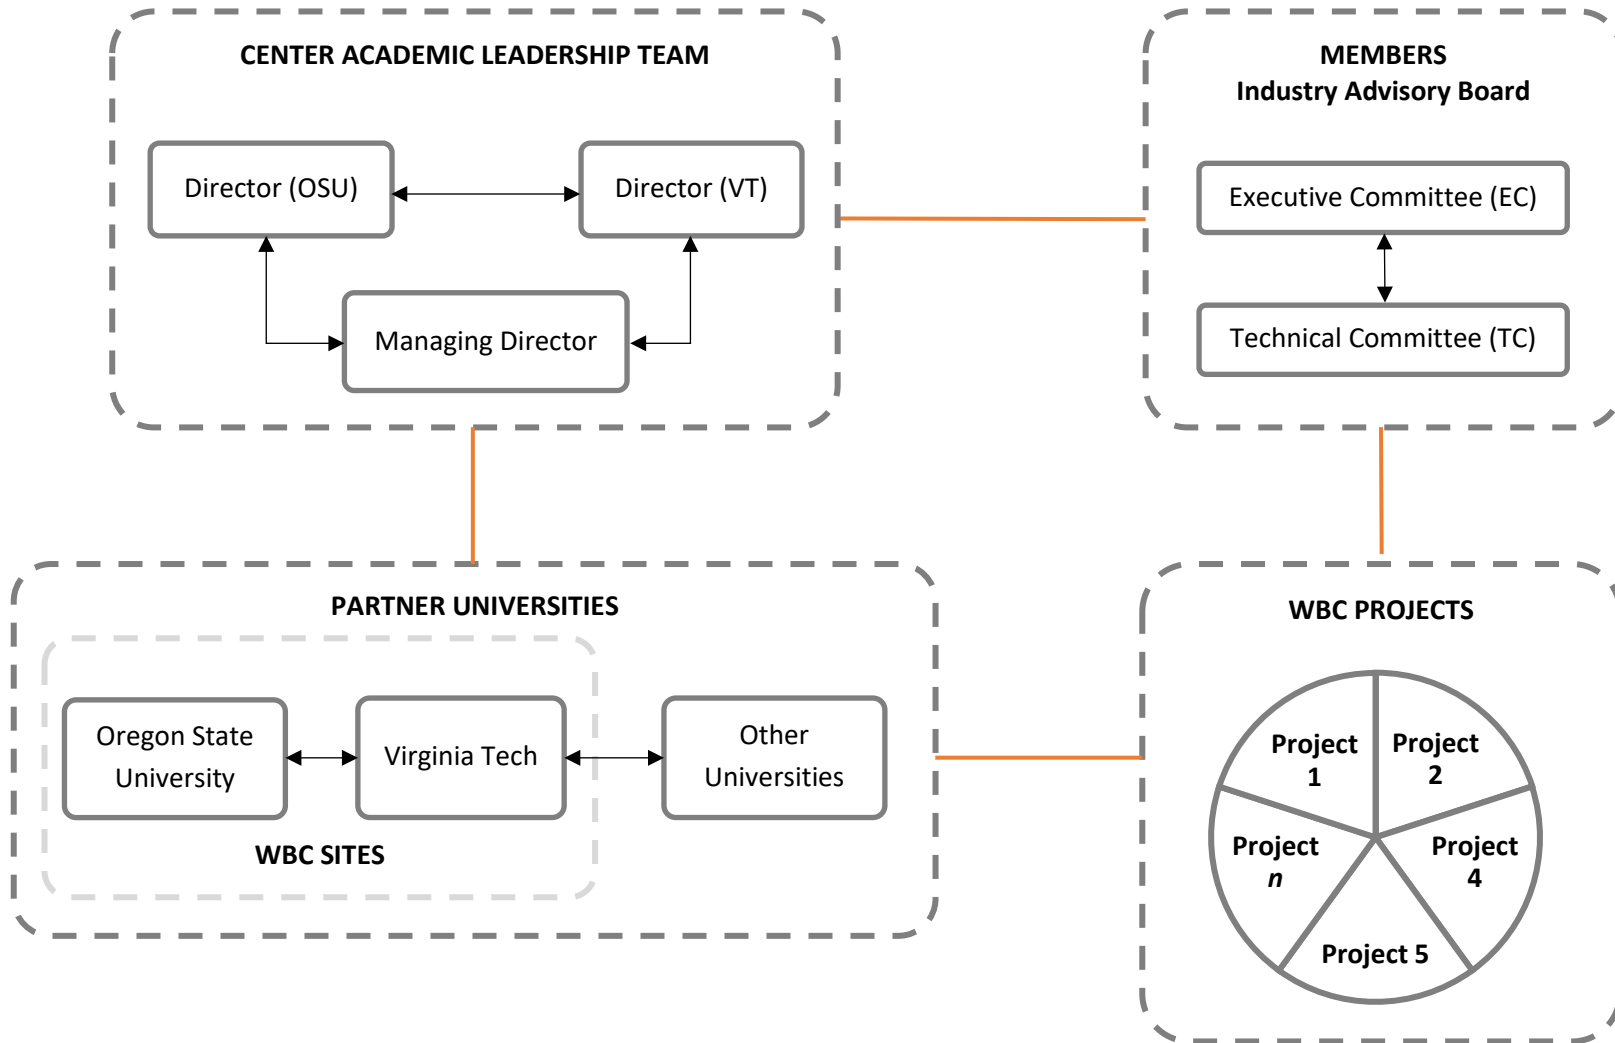 CENTER ACADEMIC LEADERSHIP TEAM
Director (OSU)
Director (VT)
Managing Director
MEMBERS
Industry Advisory Board
Executive Committee (EC)
Technical Committee (TC)
PARTNER UNIVERSITIES
Oregon State
University
Virginia Tech
Other
Universities
WBC SITES
WBC PROJECTS
Project
1
Project
2
Project
n
Project
4
Project 5